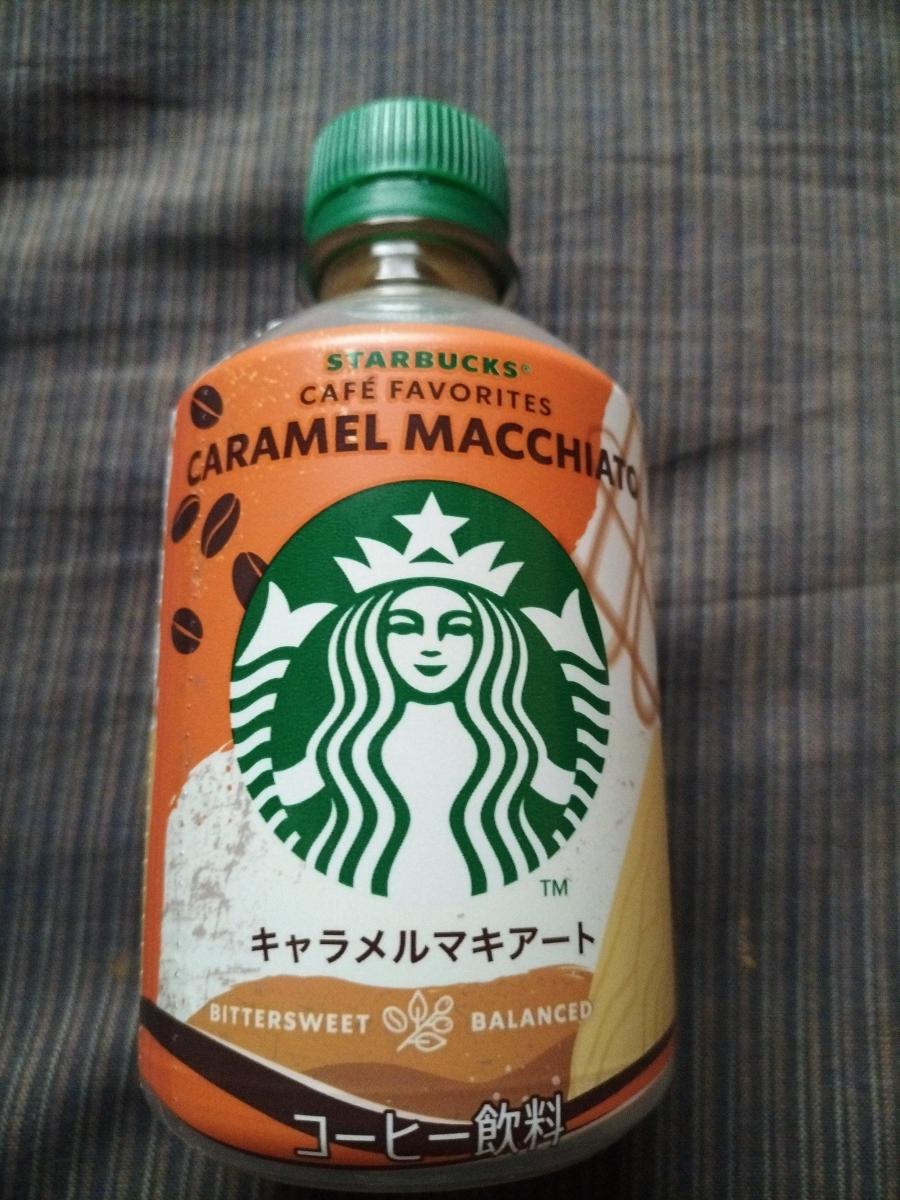 STARBUCKS®
CAFÉ FAVORITES
CARAMEL MACCHIATO
TM
キャラメルマキアート
BITTERSWEET BALANCED
コーヒー飲料